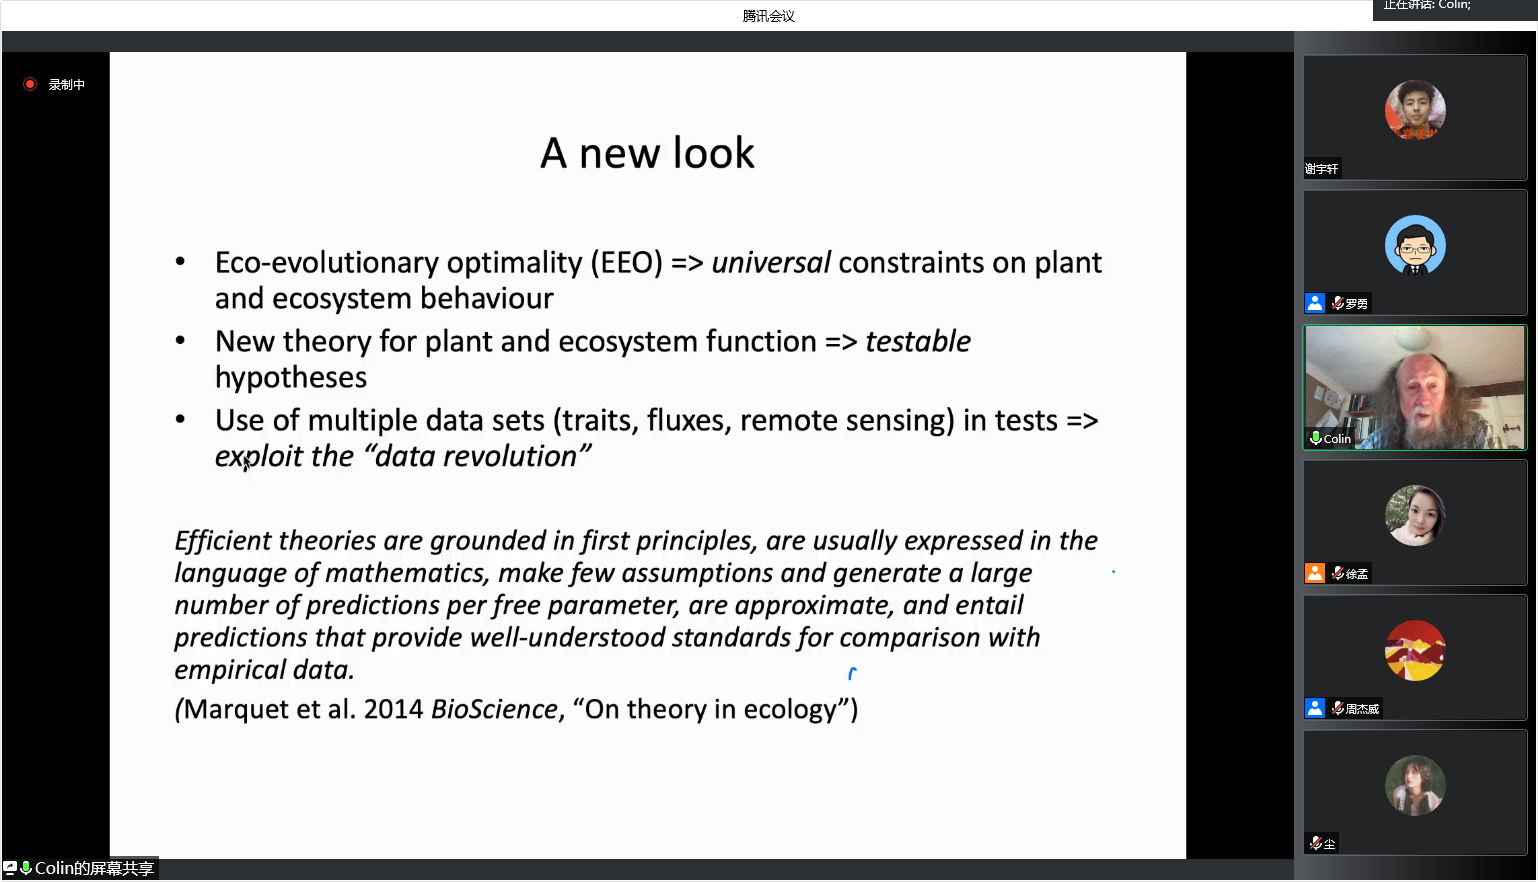 腾讯会议
正在讲话: Colin;
录制中
A new look
• Eco-evolutionary optimality (EEO) => universal constraints on plant
and ecosystem behaviour
• New theory for plant and ecosystem function => testable
hypotheses
• Use of multiple data sets (traits, fluxes, remote sensing) in tests =>
exploit the “data revolution”
Efficient theories are grounded in first principles, are usually expressed in the
language of mathematics, make few assumptions and generate a large
number of predictions per free parameter, are approximate, and entail
predictions that provide well-understood standards for comparison with
empirical data.
(Marquet et al. 2014 BioScience, “On theory in ecology”)
Colin的屏幕共享
谢宇轩
罗勇
Colin
徐孟
周杰威
尘